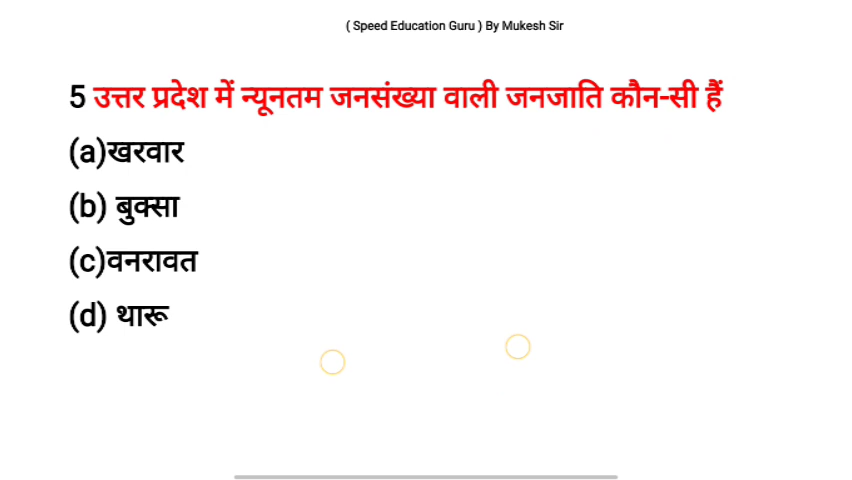 ( Speed Education Guru ) By Mukesh Sir
5 उत्तर प्रदेश में न्यूनतम जनसंख्या वाली जनजाति कौन-सी हैं
(a)खरवार
(b) बुक्सा
(c)वनरावत
(d) थारू